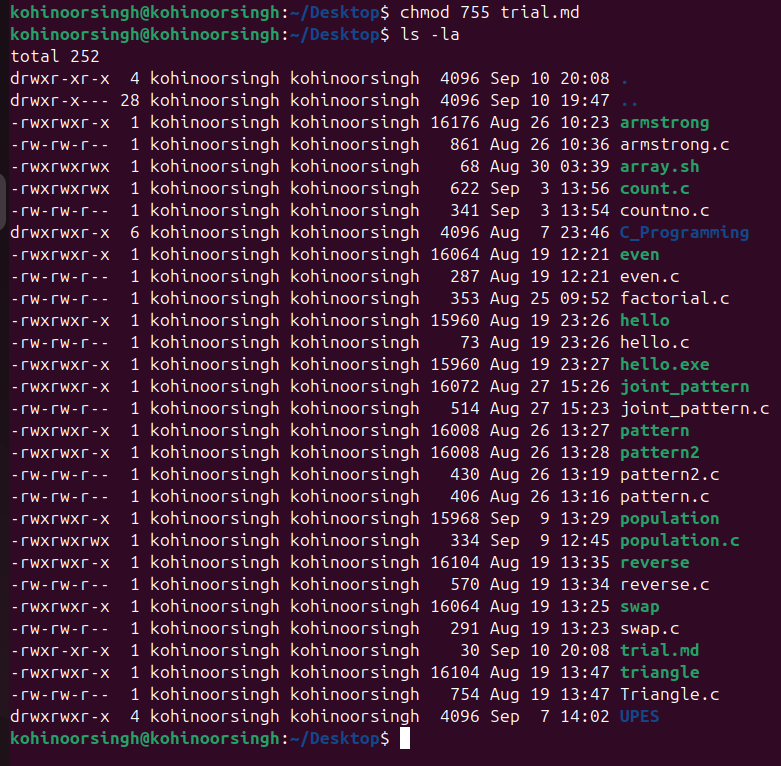 kohinoorsingh@kohinoorsingh:~/Desktop$ chmod 755 trial.md
kohinoorsingh@kohinoorsingh:~/Desktop$ ls -la
total 252
drwxr-xr-x  4 kohinoorsingh kohinoorsingh  4096 Sep 10 20:08 .
drwxr-x--- 28 kohinoorsingh kohinoorsingh  4096 Sep 10 19:47 ..
-rwxrwxr-x  1 kohinoorsingh kohinoorsingh 16176 Aug 26 10:23 armstrong
-rw-rw-r--  1 kohinoorsingh kohinoorsingh   861 Aug 26 10:36 armstrong.c
-rwxrwxrwx  1 kohinoorsingh kohinoorsingh    68 Aug 30 03:39 array.sh
-rwxrwxrwx  1 kohinoorsingh kohinoorsingh   622 Sep  3 13:56 count.c
-rw-rw-r--  1 kohinoorsingh kohinoorsingh   341 Sep  3 13:54 countno.c
drwxrwxr-x  6 kohinoorsingh kohinoorsingh  4096 Aug  7 23:46 C_Programming
-rwxrwxr-x  1 kohinoorsingh kohinoorsingh 16064 Aug 19 12:21 even
-rw-rw-r--  1 kohinoorsingh kohinoorsingh   287 Aug 19 12:21 even.c
-rw-rw-r--  1 kohinoorsingh kohinoorsingh   353 Aug 25 09:52 factorial.c
-rwxrwxr-x  1 kohinoorsingh kohinoorsingh 15960 Aug 19 23:26 hello
-rw-rw-r--  1 kohinoorsingh kohinoorsingh    73 Aug 19 23:26 hello.c
-rwxrwxr-x  1 kohinoorsingh kohinoorsingh 15960 Aug 19 23:27 hello.exe
-rwxrwxr-x  1 kohinoorsingh kohinoorsingh 16072 Aug 27 15:26 joint_pattern
-rw-rw-r--  1 kohinoorsingh kohinoorsingh   514 Aug 27 15:23 joint_pattern.c
-rwxrwxr-x  1 kohinoorsingh kohinoorsingh 16008 Aug 26 13:27 pattern
-rwxrwxr-x  1 kohinoorsingh kohinoorsingh 16008 Aug 26 13:28 pattern2
-rw-rw-r--  1 kohinoorsingh kohinoorsingh   430 Aug 26 13:19 pattern2.c
-rw-rw-r--  1 kohinoorsingh kohinoorsingh   406 Aug 26 13:16 pattern.c
-rwxrwxr-x  1 kohinoorsingh kohinoorsingh 15968 Sep  9 13:29 population
-rwxrwxrwx  1 kohinoorsingh kohinoorsingh   334 Sep  9 12:45 population.c
-rwxrwxr-x  1 kohinoorsingh kohinoorsingh 16104 Aug 19 13:35 reverse
-rw-rw-r--  1 kohinoorsingh kohinoorsingh   570 Aug 19 13:34 reverse.c
-rwxrwxr-x  1 kohinoorsingh kohinoorsingh 16064 Aug 19 13:25 swap
-rw-rw-r--  1 kohinoorsingh kohinoorsingh   291 Aug 19 13:23 swap.c
-rwxr-xr-x  1 kohinoorsingh kohinoorsingh    30 Sep 10 20:08 trial.md
-rwxrwxr-x  1 kohinoorsingh kohinoorsingh 16104 Aug 19 13:47 triangle
-rw-rw-r--  1 kohinoorsingh kohinoorsingh   754 Aug 19 13:47 Triangle.c
drwxrwxr-x  4 kohinoorsingh kohinoorsingh  4096 Sep  7 14:02 UPES
kohinoorsingh@kohinoorsingh:~/Desktop$